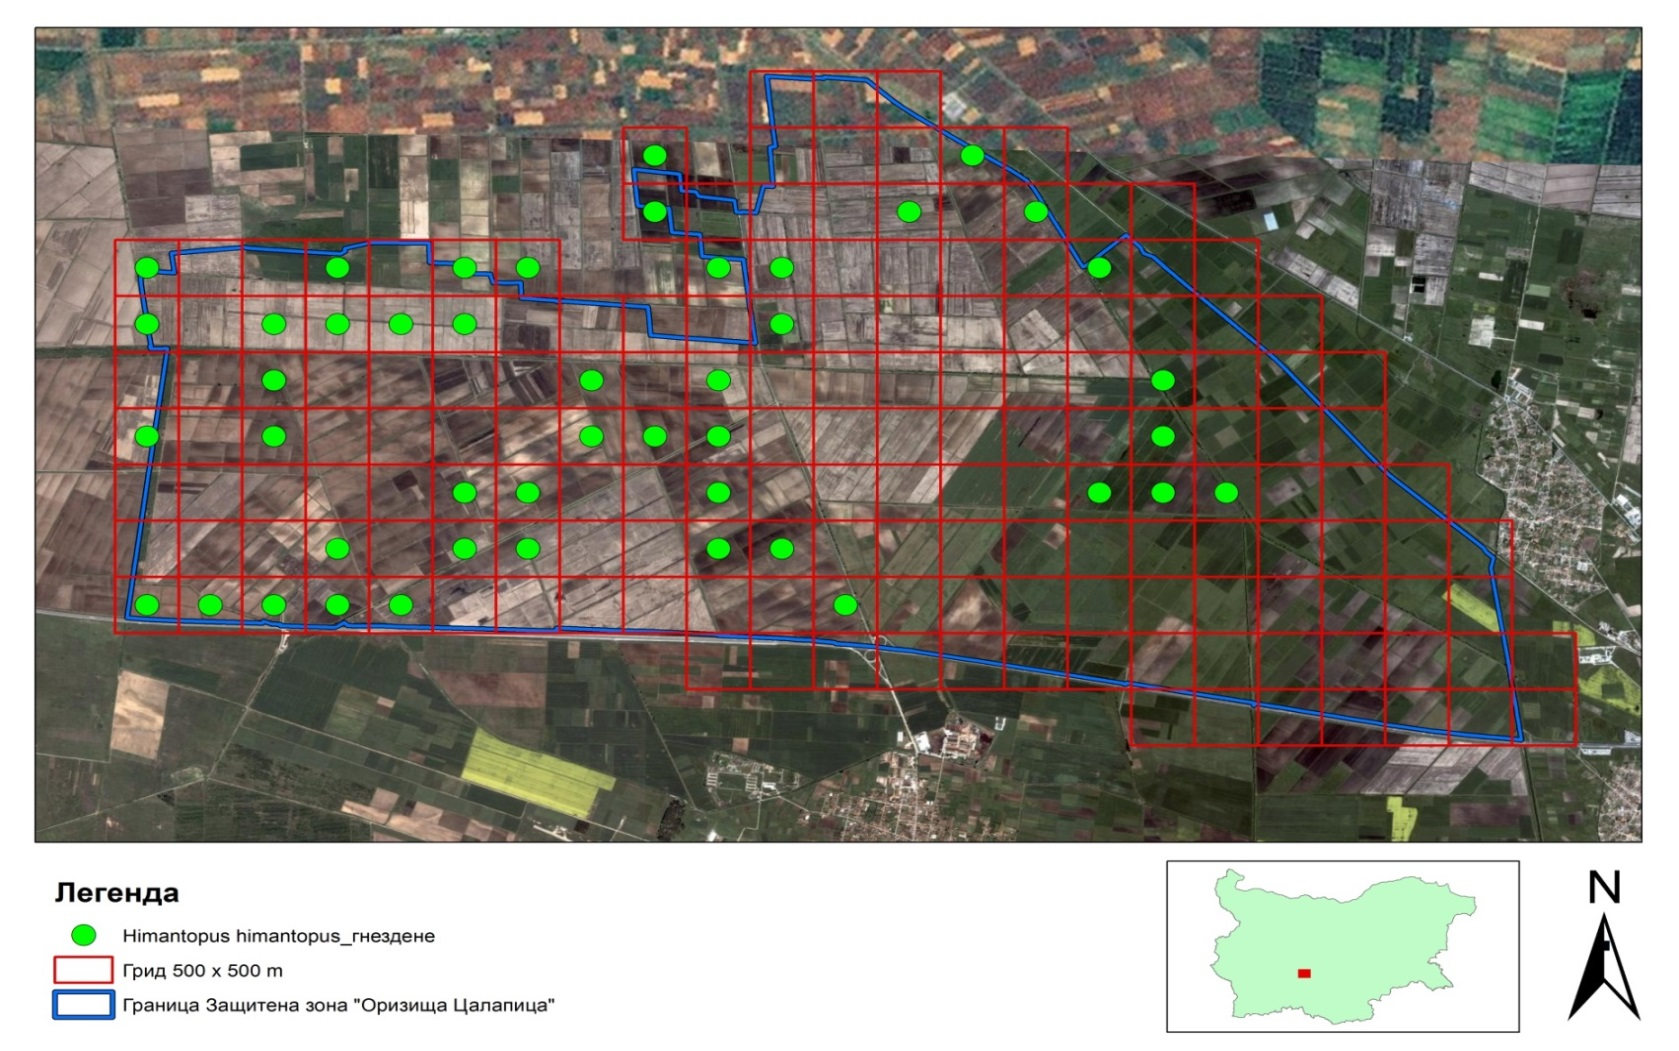 N
Легенда
Himantopus himantopus_гнездене
Грид 500 x 500 m
Граница Защитена зона "Оризища Цалапица"